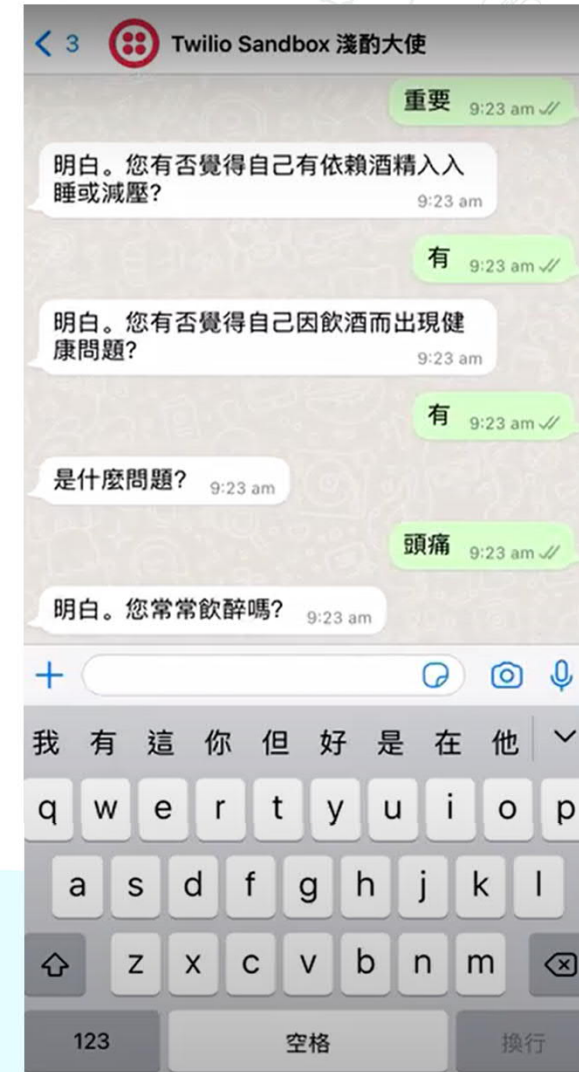 3 Twilio Sandbox 淺酌大使
重要 9:23 am
明白。您有否覺得自己有依賴酒精入入
睡或減壓?
9:23 am
有 9:23 am
明白。您有否覺得自己因飲酒而出現健
康問題?
9:23 am
有 9:23 am
是什麼問題? 9:23 am
頭痛 9:23 am
明白。您常常飲醉嗎? 9:23 am
我 有 這 你 但 好 是 在 他
q w e r t y u i o p
a s d f g h j k l
z x c v b n m
123 空格 換行